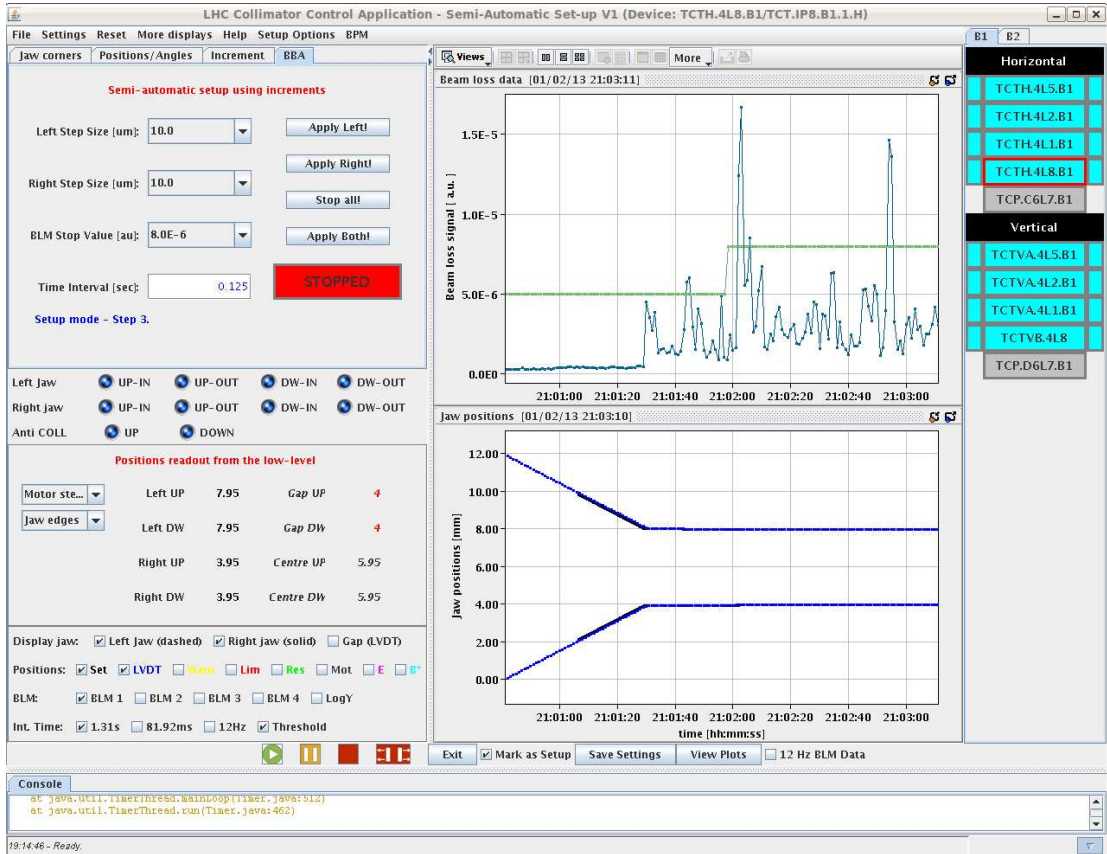 LHC Collimator Control Application - Semi-Automatic Set-up V1 (Device: TCTH.4L8.B1/TCT.IP8.B1.1.H)
File Settings Reset More displays Help Setup Options BPM
Jaw corners Positions/Angles Increment BBA
Semi-automatic setup using increments
Left Step Size [um]: 10.0 Apply Left!
Apply Right!
Right Step Size [um]: 10.0
Stop all!
BLM Stop Value [au]: 8.0E-6 Apply Both!
Time Interval [sec]: 0.125 STOPPED
Setup mode - Step 3.
Left Jaw UP-IN UP-OUT DW-IN DW-OUT
Right jaw UP-IN UP-OUT DW-IN DW-OUT
Anti COLL UP DOWN
Positions readout from the low-level
Motor ste... Left UP 7.95 Gap UP 4
Jaw edges Left DW 7.95 Gap DW 4
Right UP 3.95 Centre UP 5.95
Right DW 3.95 Centre DW 5.95
Display jaw: Left Jaw (dashed) Right jaw (solid) Gap (LVDT)
Positions: Set LVDT Warn Lim Res Mot E B*
BLM: BLM 1 BLM 2 BLM 3 BLM 4 LogY
Int. Time: 1.31s 81.92ms 12Hz Threshold
Views More
Beam loss data [01/02/13 21:03:11]
Beam loss signal [ a.u. ]
1.5E-5
1.0E-5
5.0E-6
0.0E0
21:01:00 21:01:20 21:01:40 21:02:00 21:02:20 21:02:40 21:03:00
Jaw positions [01/02/13 21:03:10]
Jaw positions [mm]
12.00
10.00
8.00
6.00
4.00
2.00
0.00
21:01:00 21:01:20 21:01:40 21:02:00 21:02:20 21:02:40 21:03:00
time [hh:mm:ss]
Exit Mark as Setup Save Settings View Plots 12 Hz BLM Data
B1 B2
Horizontal
TCTH.4L5.B1
TCTH.4L2.B1
TCTH.4L1.B1
TCTH.4L8.B1
TCP.C6L7.B1
Vertical
TCTVA.4L5.B1
TCTVA.4L2.B1
TCTVA.4L1.B1
TCTVB.4L8
TCP.D6L7.B1
Console
at java.util.TimerThread.mainLoop(Timer.java:512)
at java.util.TimerThread.run(Timer.java:462)
19:14:46 - Ready.